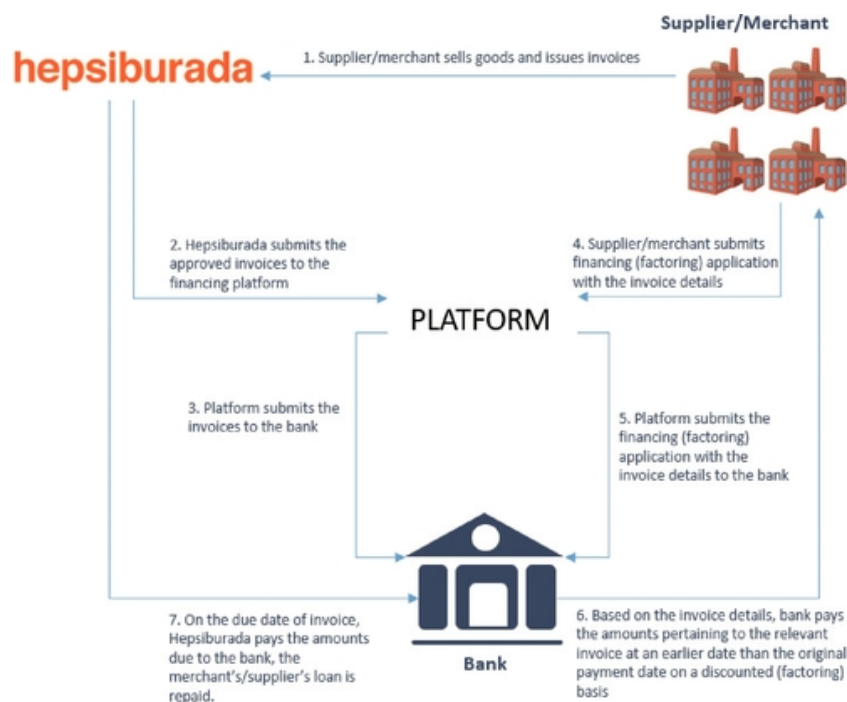 Supplier/Merchant
hepsiburada
1. Supplier/merchant sells goods and issues invoices
2. Hepsiburada submits the
approved invoices to the
financing platform
4. Supplier/merchant submits
financing (factoring) application
with the invoice details
PLATFORM
3. Platform submits the
invoices to the bank
5. Platform submits the
financing (factoring)
application with the
invoice details to the bank
7. On the due date of invoice,
Hepsiburada pays the amounts
due to the bank, the
merchant's/supplier's loan is
repaid.
Bank
6. Based on the invoice details, bank pays
the amounts pertaining to the relevant
invoice at an earlier date than the original
payment date on a discounted (factoring)
basis